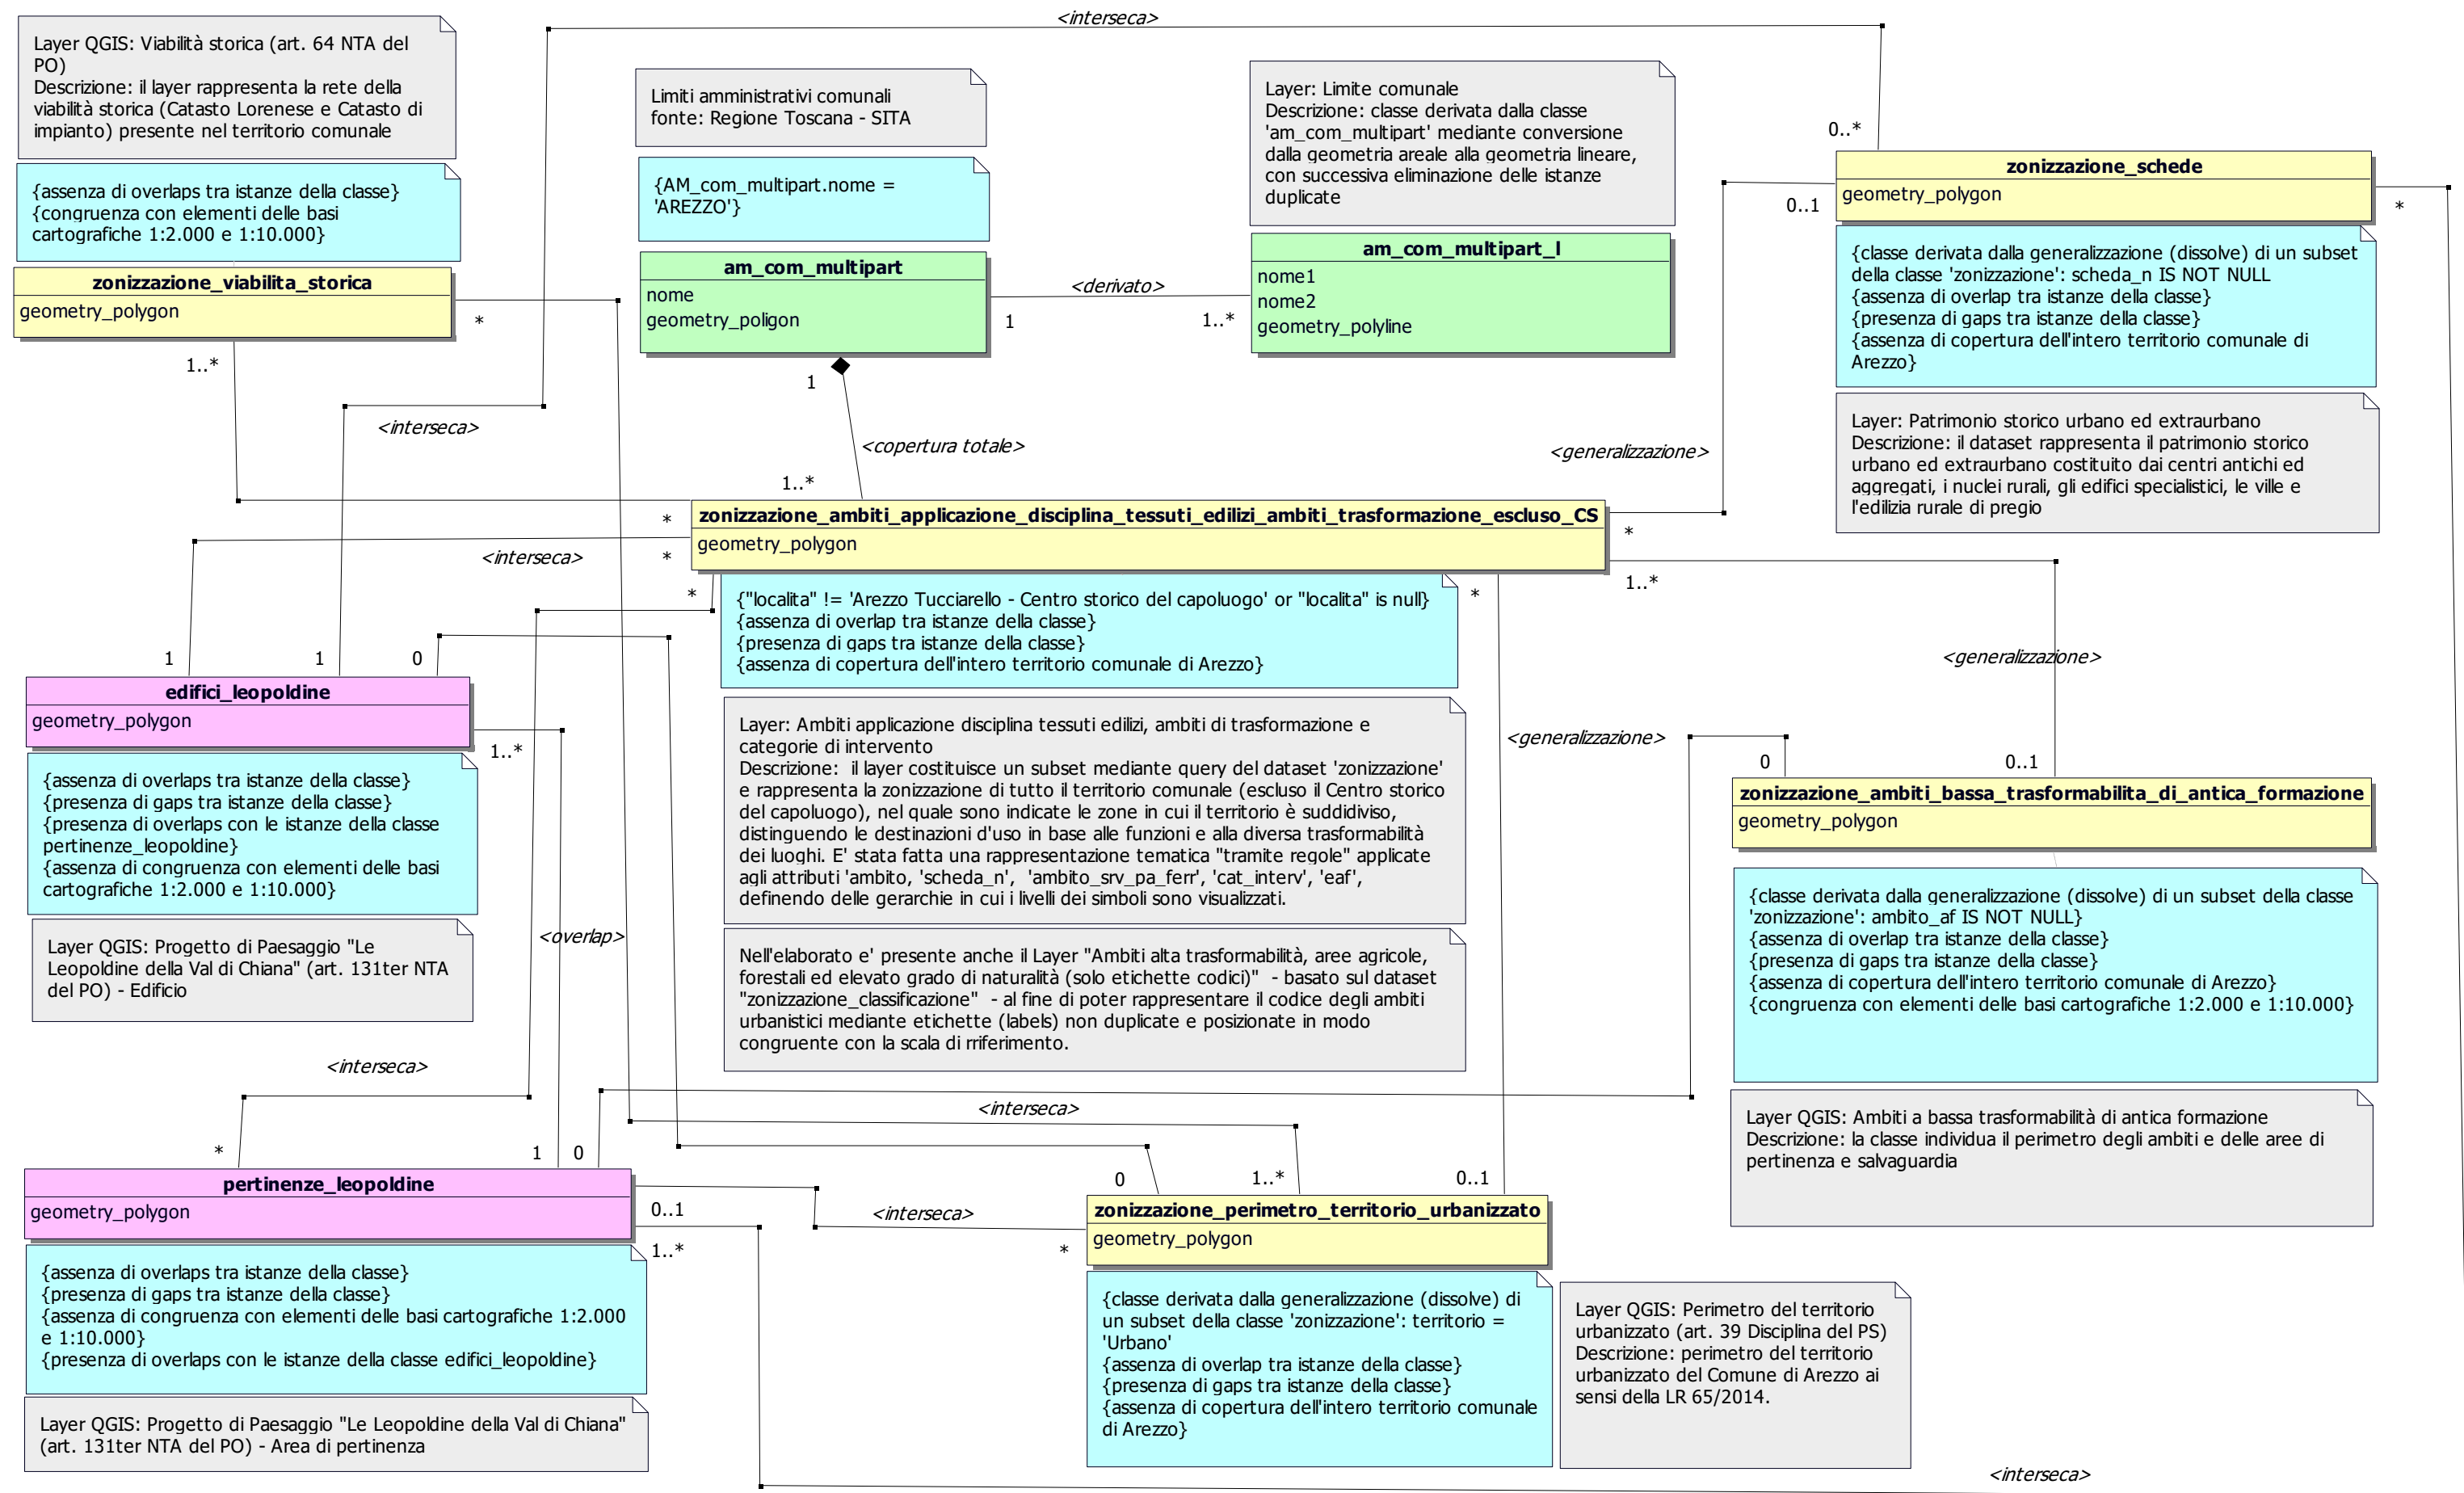 <interseca>
Layer QGIS: Viabilità storica (art. 64 NTA del
PO)
Descrizione: il layer rappresenta la rete della
viabilità storica (Catasto Lorenese e Catasto di
impianto) presente nel territorio comunale
{assenza di overlaps tra istanze della classe}
{congruenza con elementi delle basi
cartografiche 1:2.000 e 1:10.000}
zonizzazione_viabilita_storica
geometry_polygon
*
1..*
Limiti amministrativi comunali
fonte: Regione Toscana - SITA
{AM_com_multipart.nome =
'AREZZO'}
am_com_multipart
nome
geometry_poligon
1
<derivato>
1
1..*
Layer: Limite comunale
Descrizione: classe derivata dalla classe
'am_com_multipart' mediante conversione
dalla geometria areale alla geometria lineare,
con successiva eliminazione delle istanze
duplicate
am_com_multipart_l
nome1
nome2
geometry_polyline
0..*
zonizzazione_schede
geometry_polygon
0..1
*
{classe derivata dalla generalizzazione (dissolve) di un subset
della classe 'zonizzazione': scheda_n IS NOT NULL
{assenza di overlap tra istanze della classe}
{presenza di gaps tra istanze della classe}
{assenza di copertura dell'intero territorio comunale di
Arezzo}
Layer: Patrimonio storico urbano ed extraurbano
Descrizione: il dataset rappresenta il patrimonio storico
urbano ed extraurbano costituito dai centri antichi ed
aggregati, i nuclei rurali, gli edifici specialistici, le ville e
l'edilizia rurale di pregio
<interseca>
<copertura totale>
<generalizzazione>
1..*
zonizzazione_ambiti_applicazione_disciplina_tessuti_edilizi_ambiti_trasformazione_escluso_CS
geometry_polygon
*
*
*
*
*
1..*
<interseca>
{"localita" != 'Arezzo Tucciarello - Centro storico del capoluogo' or "localita" is null}
{assenza di overlap tra istanze della classe}
{presenza di gaps tra istanze della classe}
{assenza di copertura dell'intero territorio comunale di Arezzo}
Layer: Ambiti applicazione disciplina tessuti edilizi, ambiti di trasformazione e
categorie di intervento
Descrizione:  il layer costituisce un subset mediante query del dataset 'zonizzazione'
e rappresenta la zonizzazione di tutto il territorio comunale (escluso il Centro storico
del capoluogo), nel quale sono indicate le zone in cui il territorio è suddidiviso,
distinguendo le destinazioni d'uso in base alle funzioni e alla diversa trasformabilità
dei luoghi. E' stata fatta una rappresentazione tematica "tramite regole" applicate
agli attributi 'ambito, 'scheda_n',  'ambito_srv_pa_ferr', 'cat_interv', 'eaf',
definendo delle gerarchie in cui i livelli dei simboli sono visualizzati.
Nell'elaborato e' presente anche il Layer "Ambiti alta trasformabilità, aree agricole,
forestali ed elevato grado di naturalità (solo etichette codici)"  - basato sul dataset
"zonizzazione_classificazione"  - al fine di poter rappresentare il codice degli ambiti
urbanistici mediante etichette (labels) non duplicate e posizionate in modo
congruente con la scala di rriferimento.
1
1
0
edifici_leopoldine
geometry_polygon
1..*
{assenza di overlaps tra istanze della classe}
{presenza di gaps tra istanze della classe}
{presenza di overlaps con le istanze della classe
pertinenze_leopoldine}
{assenza di congruenza con elementi delle basi
cartografiche 1:2.000 e 1:10.000}
Layer QGIS: Progetto di Paesaggio "Le
Leopoldine della Val di Chiana" (art. 131ter NTA
del PO) - Edificio
<overlap>
<generalizzazione>
<generalizzazione>
0
0..1
zonizzazione_ambiti_bassa_trasformabilita_di_antica_formazione
geometry_polygon
{classe derivata dalla generalizzazione (dissolve) di un subset della classe
'zonizzazione': ambito_af IS NOT NULL}
{assenza di overlap tra istanze della classe}
{presenza di gaps tra istanze della classe}
{assenza di copertura dell'intero territorio comunale di Arezzo}
{congruenza con elementi delle basi cartografiche 1:2.000 e 1:10.000}
Layer QGIS: Ambiti a bassa trasformabilità di antica formazione
Descrizione: la classe individua il perimetro degli ambiti e delle aree di
pertinenza e salvaguardia
<interseca>
<interseca>
*
1
0
pertinenze_leopoldine
geometry_polygon
0..1
1..*
<interseca>
*
{assenza di overlaps tra istanze della classe}
{presenza di gaps tra istanze della classe}
{assenza di congruenza con elementi delle basi cartografiche 1:2.000
e 1:10.000}
{presenza di overlaps con le istanze della classe edifici_leopoldine}
Layer QGIS: Progetto di Paesaggio "Le Leopoldine della Val di Chiana"
(art. 131ter NTA del PO) - Area di pertinenza
0
1..*
0..1
zonizzazione_perimetro_territorio_urbanizzato
geometry_polygon
{classe derivata dalla generalizzazione (dissolve) di
un subset della classe 'zonizzazione': territorio =
'Urbano'
{assenza di overlap tra istanze della classe}
{presenza di gaps tra istanze della classe}
{assenza di copertura dell'intero territorio comunale
di Arezzo}
Layer QGIS: Perimetro del territorio
urbanizzato (art. 39 Disciplina del PS)
Descrizione: perimetro del territorio
urbanizzato del Comune di Arezzo ai
sensi della LR 65/2014.
<interseca>